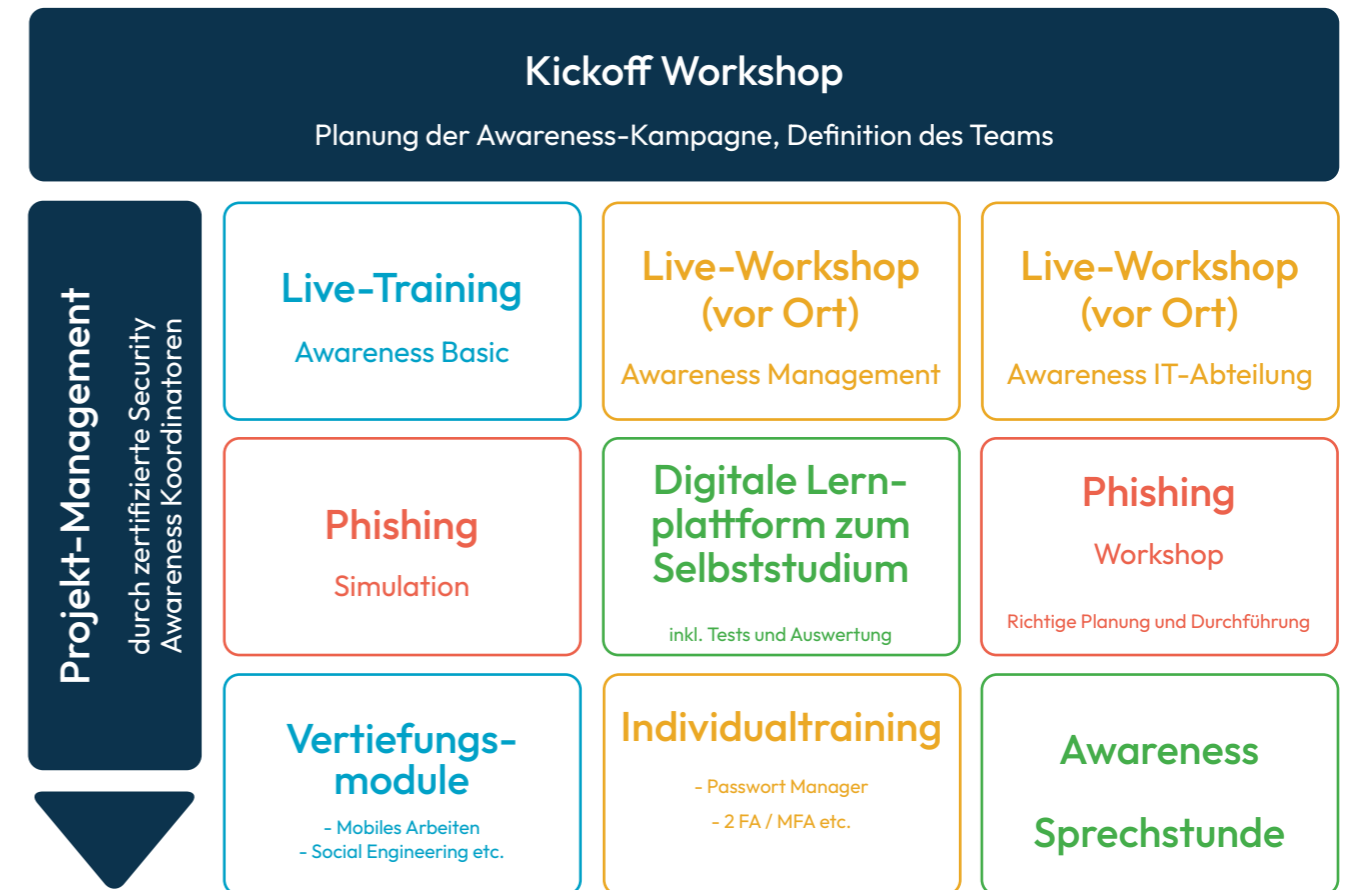 Kickoff Workshop
Planung der Awareness-Kampagne, Definition des Teams
Projekt-Management
durch zertifizierte Security
Awareness Koordinatoren
Live-Training
Awareness Basic
Live-Workshop
(vor Ort)
Awareness Management
Live-Workshop
(vor Ort)
Awareness IT-Abteilung
Phishing
Simulation
Digitale Lern-
plattform zum
Selbststudium
inkl. Tests und Auswertung
Phishing
Workshop
Richtige Planung und Durchführung
Vertiefungs-
module
- Mobiles Arbeiten
- Social Engineering etc.
Individualtraining
- Passwort Manager
- 2 FA / MFA etc.
Awareness
Sprechstunde